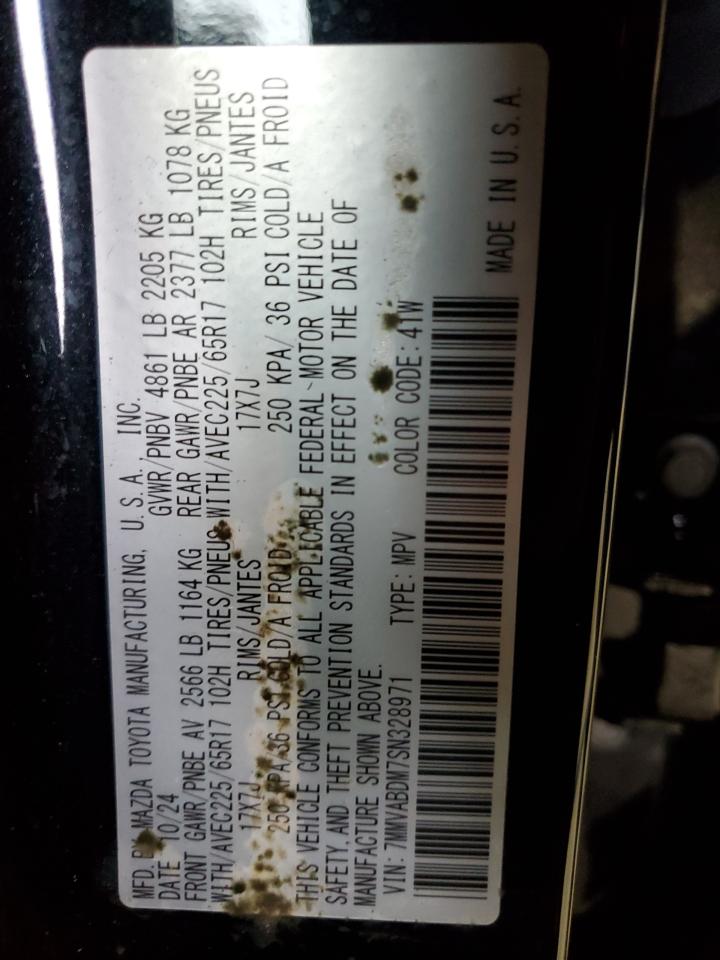 MFD. BY MAZDA TOYOTA MANUFACTURING, U.S.A. INC.
DATE 10/24 GVWR/PNBV 4861 LB 2205 KG
FRONT GAWR/PNBE AV 2566 LB 1164 KG REAR GAWR/PNBE AR 2377 LB 1078 KG
WITH/AVEC225/65R17 102H TIRES/PNEUS WITH/AVEC225/65R17 102H TIRES/PNEUS
17X7J RIMS/JANTES 17X7J RIMS/JANTES
250 KPA/36 PSI COLD/A FROID 250 KPA/ 36 PSI COLD/A FROID
THIS VEHICLE CONFORMS TO ALL APPLICABLE FEDERAL MOTOR VEHICLE
SAFETY AND THEFT PREVENTION STANDARDS IN EFFECT ON THE DATE OF
MANUFACTURE SHOWN ABOVE.
VIN: 7MMVABDM7SN328971 TYPE: MPV COLOR CODE: 41W
MADE IN U.S.A.